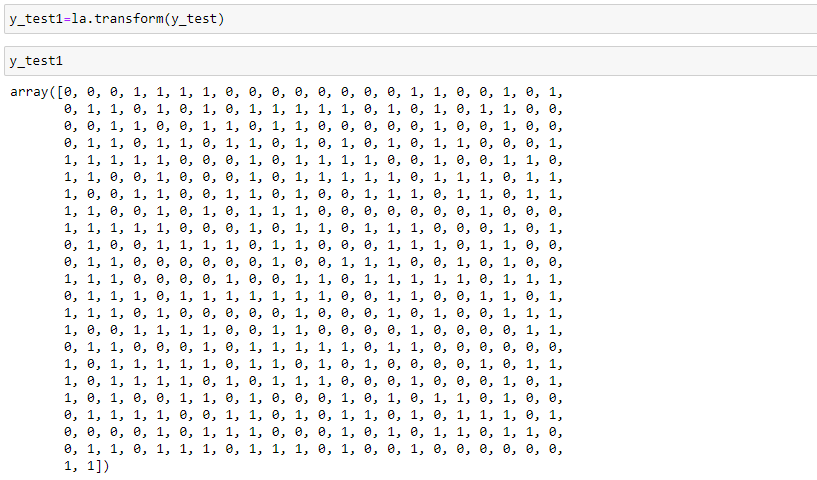 y_test1=la.transform(y_test)
y_test1
array([0, 0, 0, 1, 1, 1, 1, 0, 0, 0, 0, 0, 0, 0, 0, 1, 1, 0, 0, 1, 0, 1,
0, 1, 1, 0, 1, 0, 1, 0, 1, 1, 1, 1, 1, 0, 1, 0, 1, 0, 1, 1, 0, 0,
0, 0, 1, 1, 0, 0, 1, 1, 0, 1, 1, 0, 0, 0, 0, 0, 1, 0, 0, 1, 0, 0,
0, 1, 1, 0, 1, 1, 0, 1, 1, 0, 1, 0, 1, 0, 1, 0, 1, 1, 0, 0, 0, 1,
1, 1, 1, 1, 1, 0, 0, 0, 1, 0, 1, 1, 1, 1, 0, 0, 1, 0, 0, 1, 1, 0,
1, 1, 0, 0, 1, 0, 0, 0, 1, 0, 1, 1, 1, 1, 1, 0, 1, 1, 1, 0, 1, 1,
1, 0, 0, 1, 1, 0, 0, 1, 1, 0, 1, 0, 0, 1, 1, 1, 0, 1, 1, 0, 1, 1,
1, 1, 0, 0, 1, 0, 1, 0, 1, 1, 1, 0, 0, 0, 0, 0, 0, 0, 1, 0, 0, 0,
1, 1, 1, 1, 1, 0, 0, 0, 1, 0, 1, 1, 0, 1, 1, 1, 0, 0, 0, 1, 0, 1,
0, 1, 0, 0, 1, 1, 1, 1, 0, 1, 1, 0, 0, 0, 1, 1, 1, 0, 1, 1, 0, 0,
0, 1, 1, 0, 0, 0, 0, 0, 0, 1, 0, 0, 1, 1, 1, 0, 0, 1, 0, 1, 0, 0,
1, 1, 1, 0, 0, 0, 0, 1, 0, 0, 1, 1, 0, 1, 1, 1, 1, 1, 0, 1, 1, 1,
0, 1, 1, 1, 0, 1, 1, 1, 1, 1, 1, 1, 0, 0, 1, 1, 0, 0, 1, 1, 0, 1,
1, 1, 1, 0, 1, 0, 0, 0, 0, 0, 1, 0, 0, 0, 1, 0, 1, 0, 0, 1, 1, 1,
1, 0, 0, 1, 1, 1, 1, 0, 0, 1, 1, 0, 0, 0, 0, 1, 0, 0, 0, 0, 1, 1,
0, 1, 1, 0, 0, 0, 1, 0, 1, 1, 1, 1, 1, 0, 1, 1, 0, 0, 0, 0, 0, 0,
1, 0, 1, 1, 1, 1, 1, 0, 1, 1, 0, 1, 0, 1, 0, 0, 0, 0, 1, 0, 1, 1,
1, 0, 1, 1, 1, 1, 0, 1, 0, 1, 1, 1, 0, 0, 0, 1, 0, 0, 0, 1, 0, 1,
1, 0, 1, 0, 0, 1, 1, 0, 1, 0, 0, 0, 1, 0, 1, 0, 1, 1, 0, 1, 0, 0,
0, 1, 1, 1, 1, 0, 0, 1, 1, 0, 1, 0, 1, 1, 0, 1, 0, 1, 1, 1, 0, 1,
0, 0, 0, 0, 1, 0, 1, 1, 1, 0, 0, 0, 1, 0, 1, 0, 1, 1, 0, 1, 1, 0,
0, 1, 1, 0, 1, 1, 1, 0, 1, 1, 1, 0, 1, 0, 0, 1, 0, 0, 0, 0, 0, 0,
1, 1])